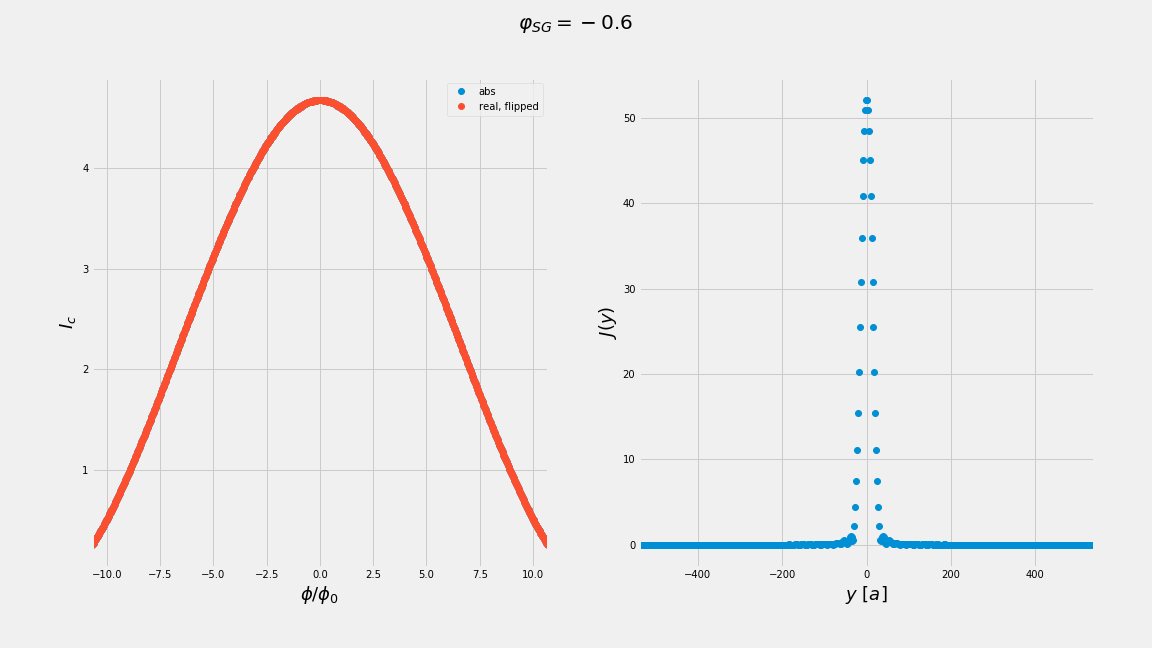 φ_SG = −0.6
abs
real, flipped
4
3
2
1
I_c
−10.0 −7.5 −5.0 −2.5 0.0 2.5 5.0 7.5 10.0
ϕ/ϕ_0
50
40
30
20
10
0
J(y)
−400 −200 0 200 400
y [a]